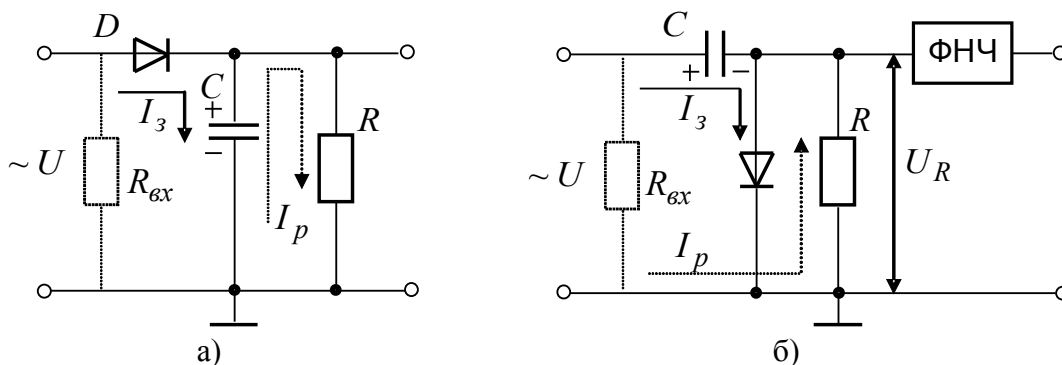 D
C
+
−
I_з
R
~ U
R_вх
I_р
а)
C
+ −
ФНЧ
I_з
R
~ U
R_вх
U_R
I_р
б)